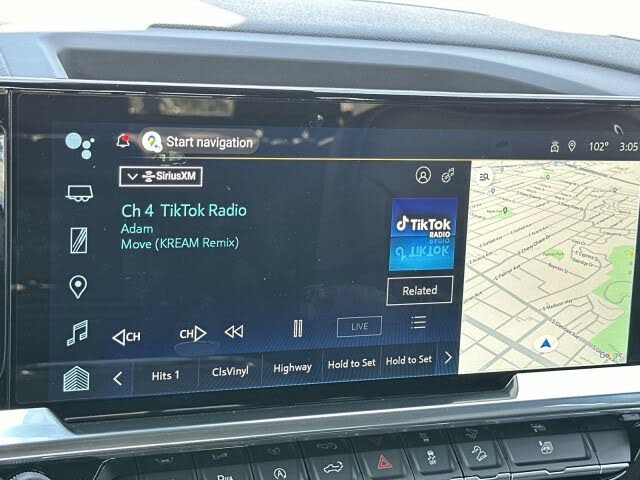 Start navigation
102° 3:05
SiriusXM
Ch 4 TikTok Radio
Adam
Move (KREAM Remix)
TikTok
RADIO
Related
CH
CH
LIVE
Hits 1
ClsVinyl
Highway
Hold to Set
Hold to Set
Google